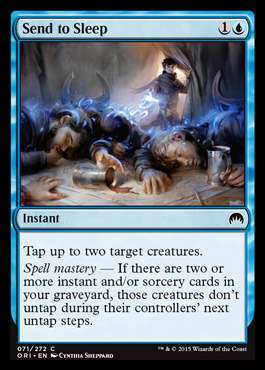 Send to Sleep 1
Instant
Tap up to two target creatures.
Spell mastery — If there are two or
more instant and/or sorcery cards in
your graveyard, those creatures don't
untap during their controllers' next
untap steps.
071/272 C
ORI • EN Cynthia Sheppard
™ & © 2015 Wizards of the Coast